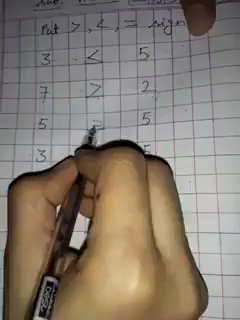 Put >, <, = sign
3 < 5
7 > 2
5 = 5
3